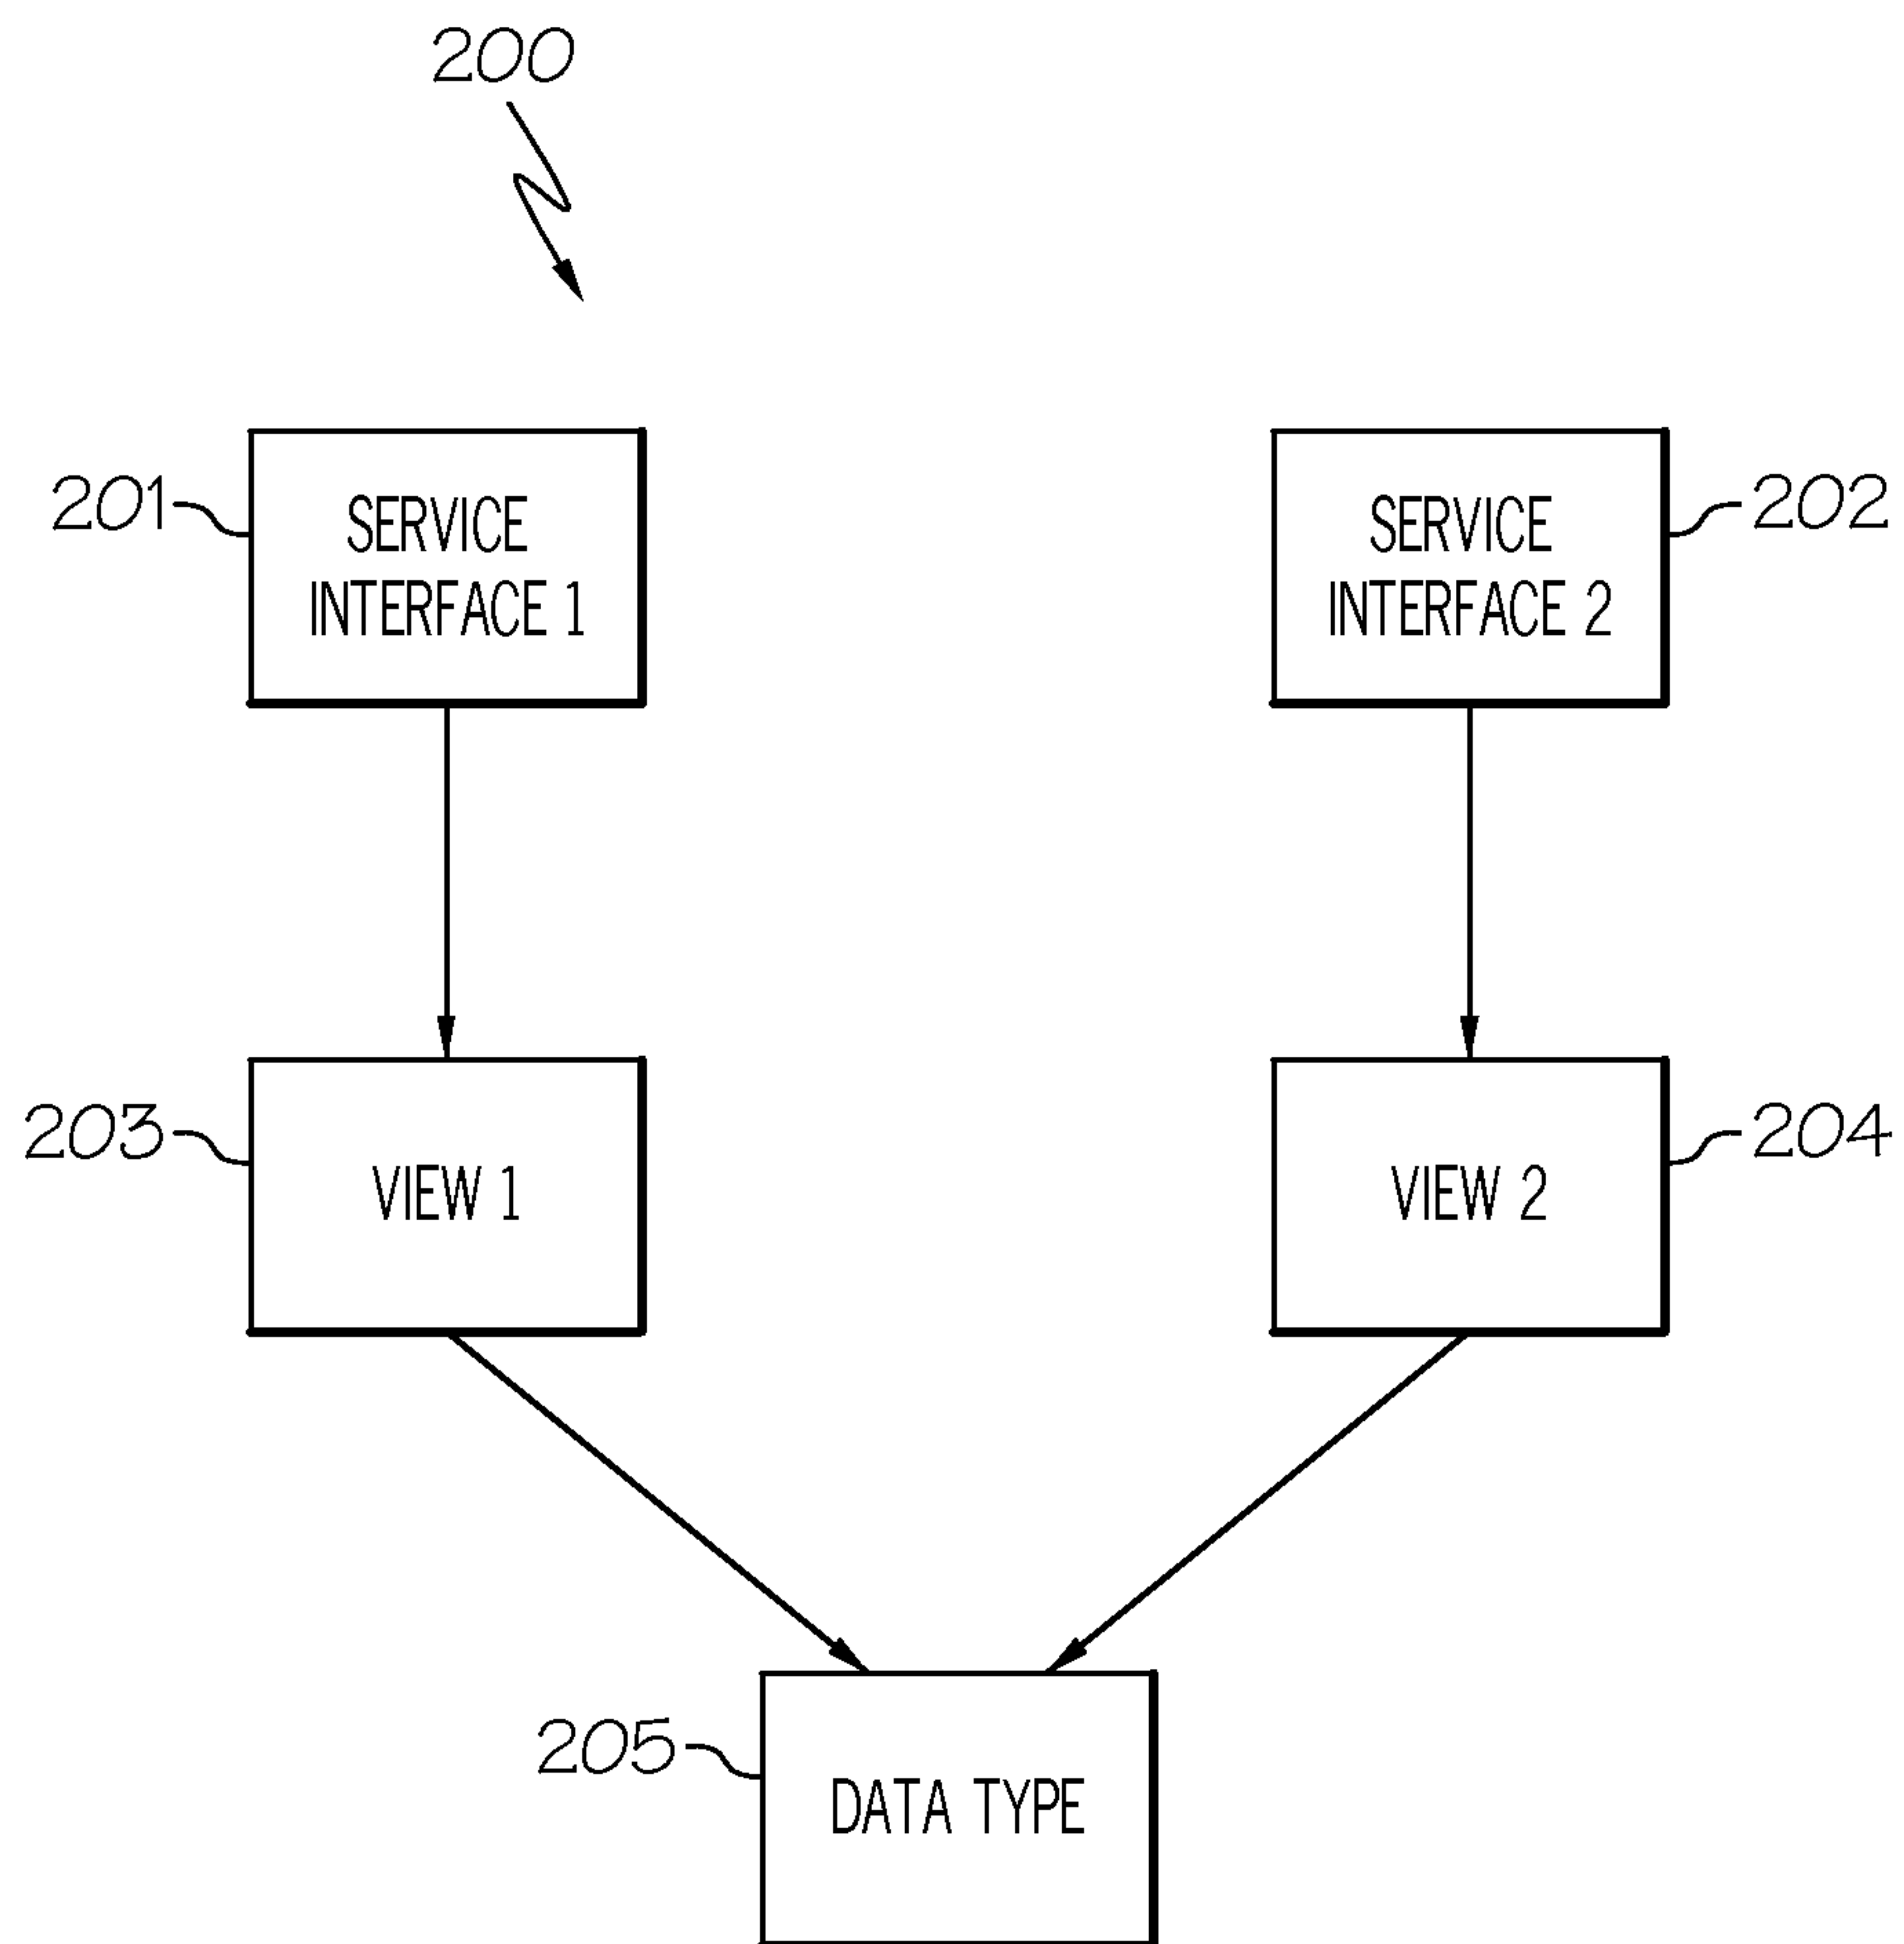 200
201
SERVICE
INTERFACE 1
SERVICE
INTERFACE 2
202
203
VIEW 1
VIEW 2
204
205
DATA TYPE